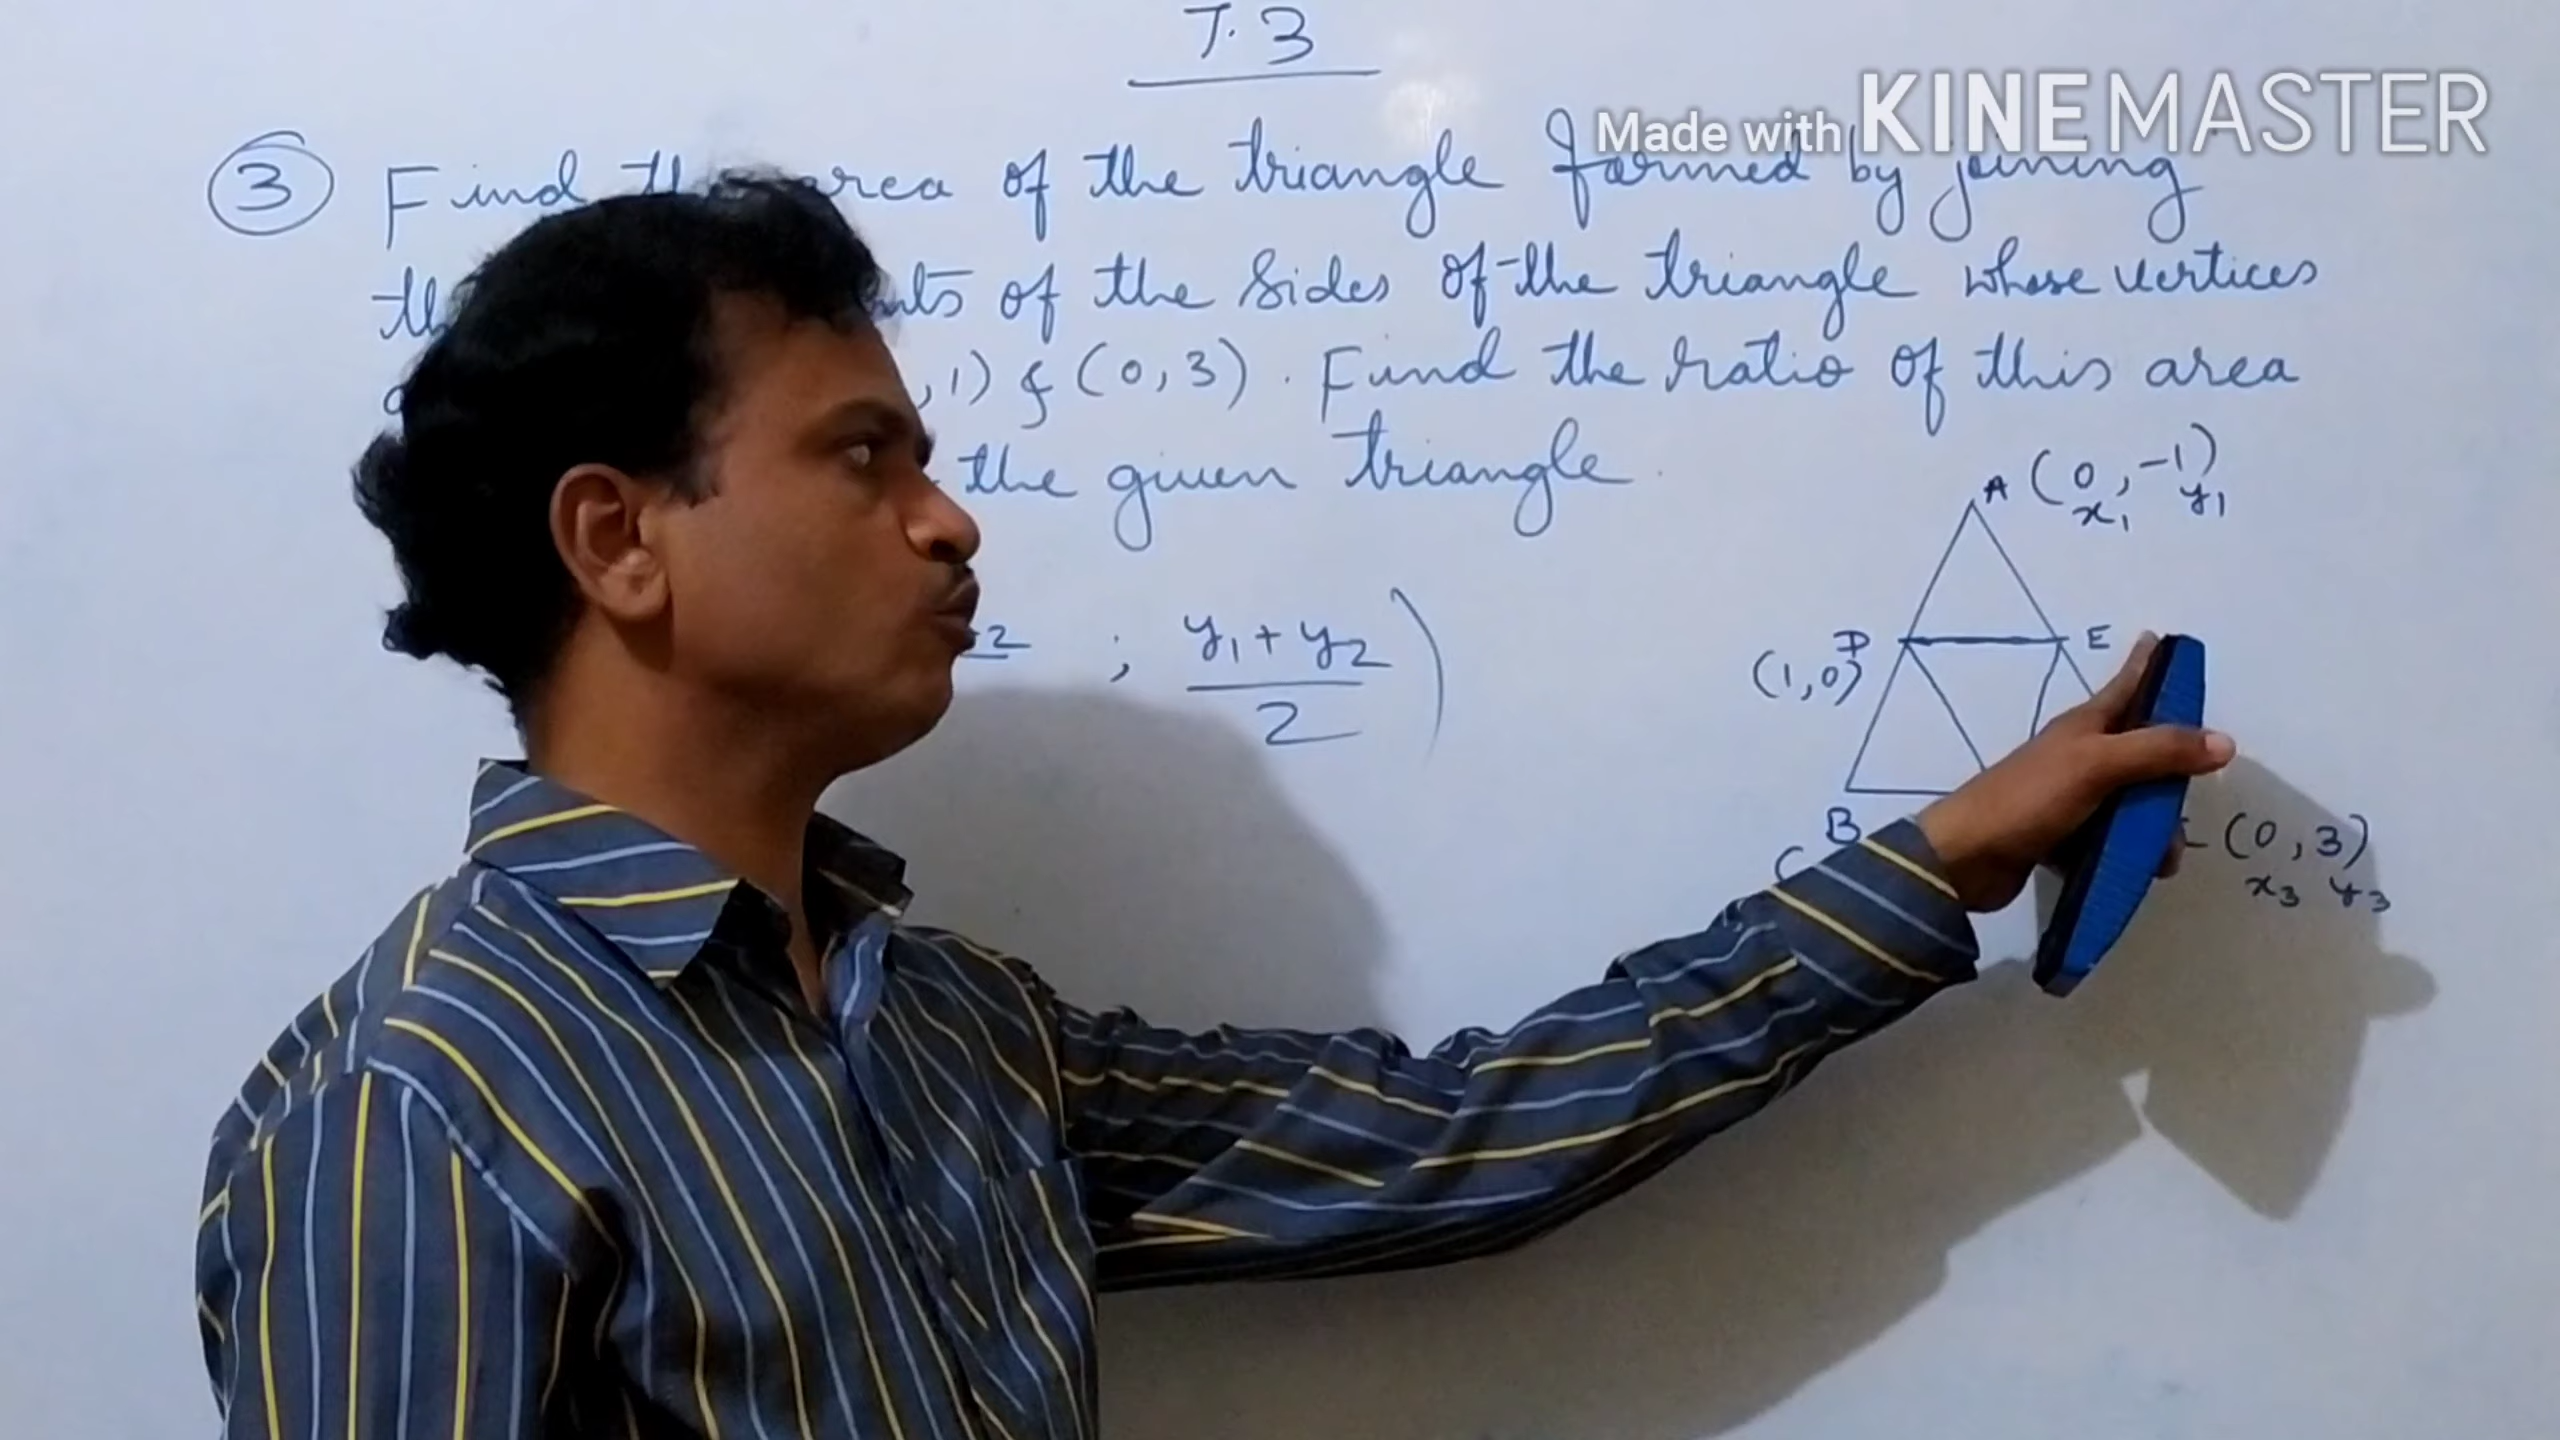 7.3
Made with KINEMASTER
3 Find area of the triangle formed by joining
of the sides of the triangle whose vertices
, 1) & (0, 3). Find the ratio of this area
the given triangle.
A (0, -1)
x1 y1
2 ; y1 + y2 )
2
D E
(1, 0)
B
(
(0, 3)
x3 y3